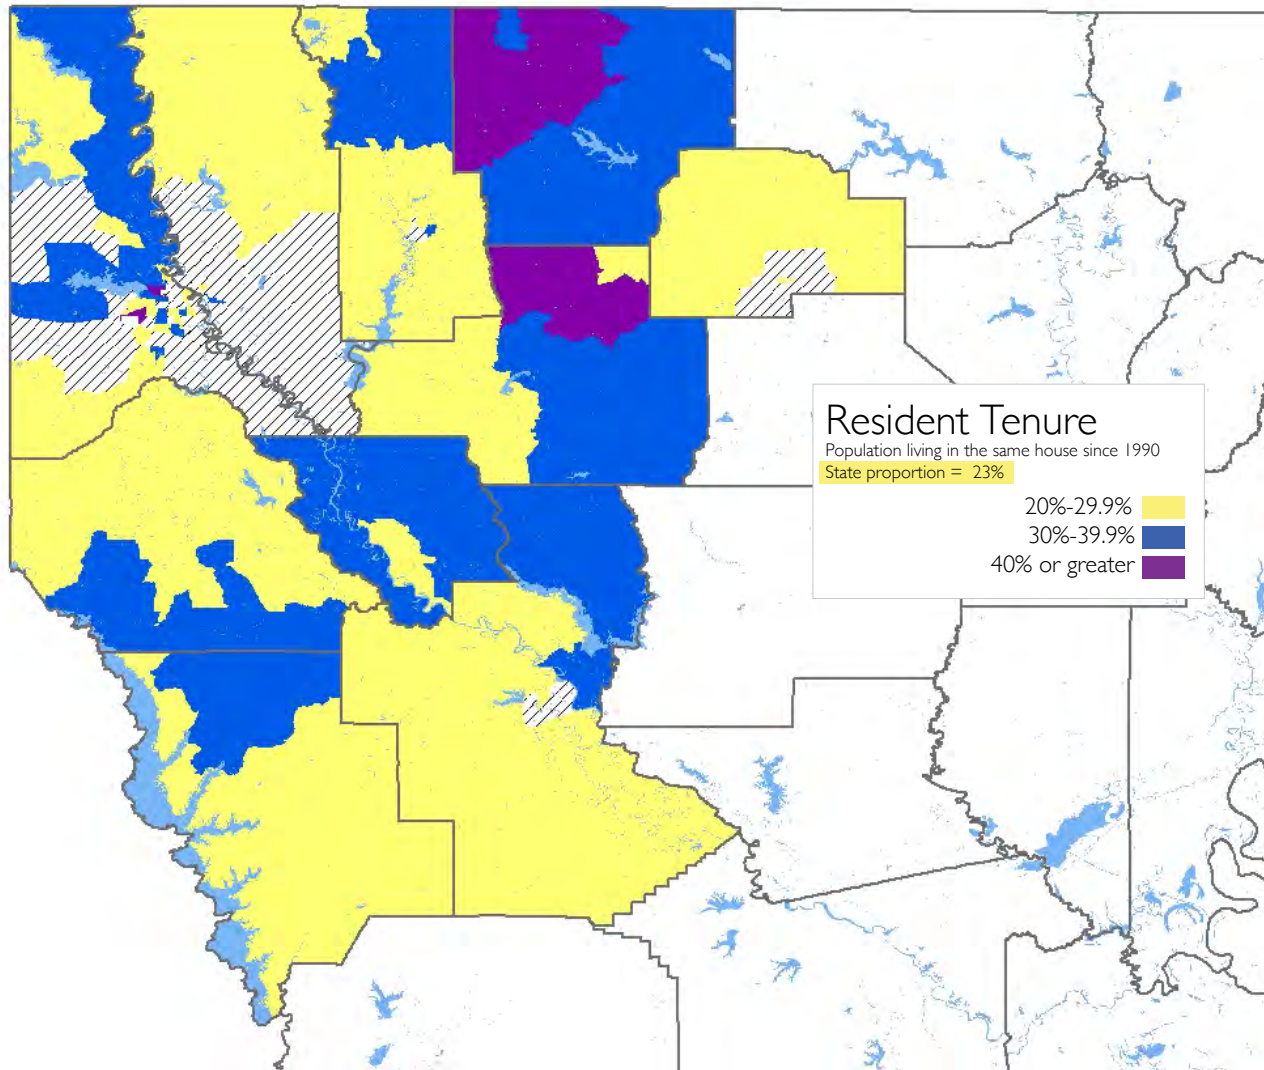 Resident Tenure
Population living in the same house since 1990
State proportion = 23%
20%-29.9%
30%-39.9%
40% or greater